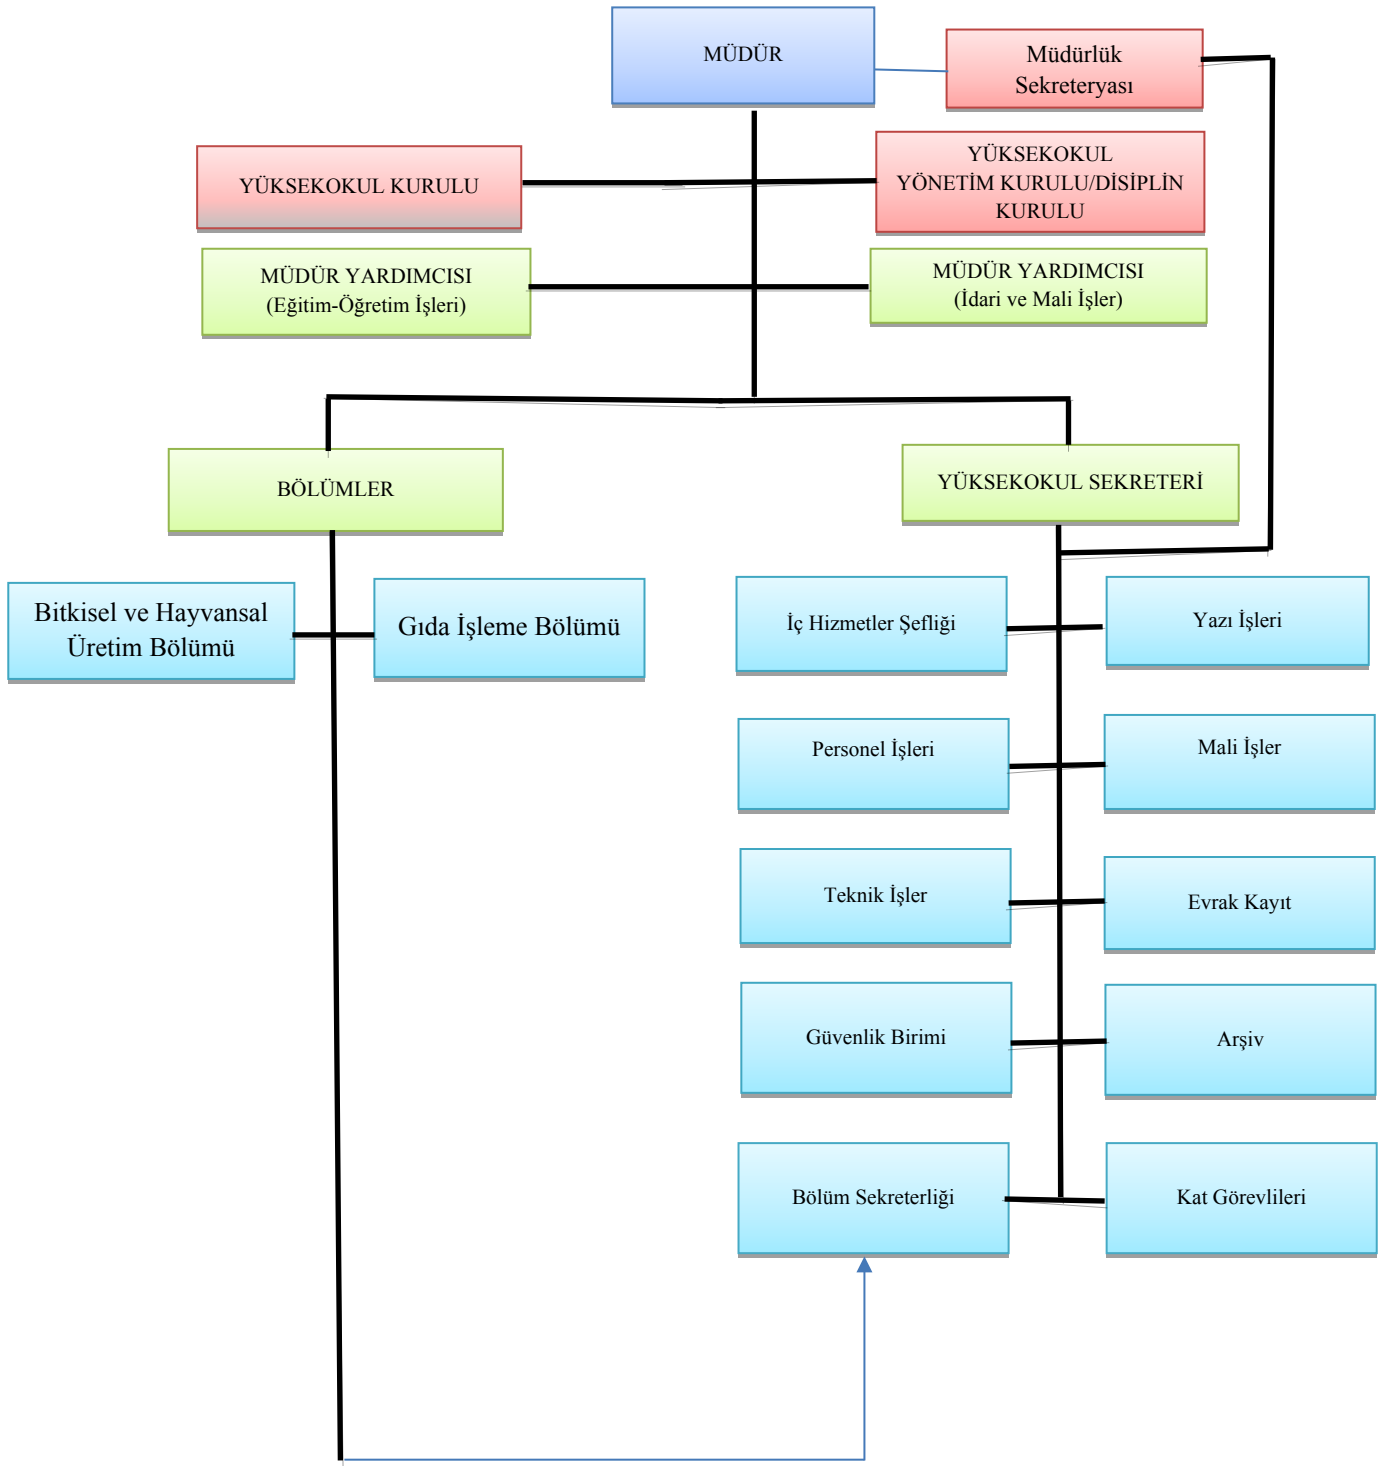 MÜDÜR
Müdürlük
Sekreteryası
YÜKSEKOKUL KURULU
YÜKSEKOKUL
YÖNETİM KURULU/DİSİPLİN
KURULU
MÜDÜR YARDIMCISI
(Eğitim-Öğretim İşleri)
MÜDÜR YARDIMCISI
(İdari ve Mali İşler)
BÖLÜMLER
YÜKSEKOKUL SEKRETERİ
Bitkisel ve Hayvansal
Üretim Bölümü
Gıda İşleme Bölümü
İç Hizmetler Şefliği
Yazı İşleri
Personel İşleri
Mali İşler
Teknik İşler
Evrak Kayıt
Güvenlik Birimi
Arşiv
Bölüm Sekreterliği
Kat Görevlileri